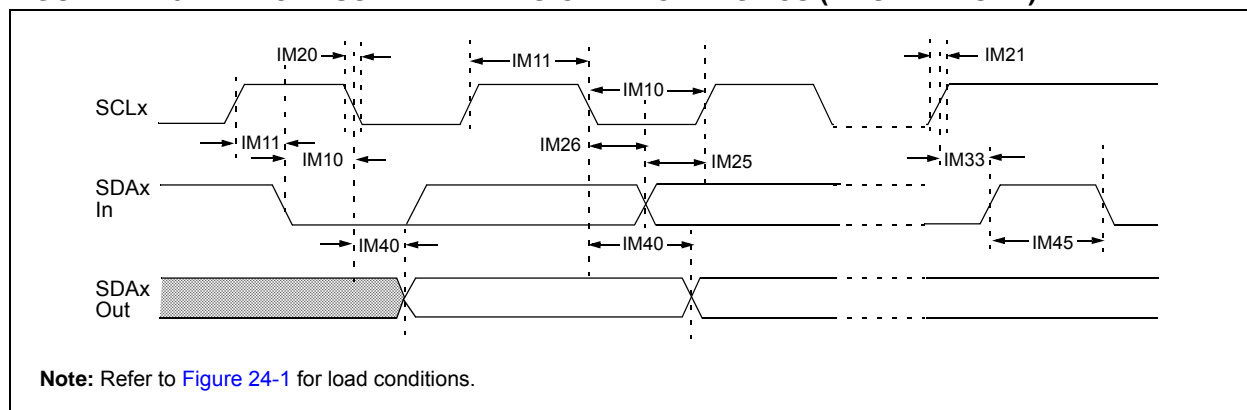 IM20
IM11
IM21
SCLx
IM10
IM11
IM10
IM26
IM25
IM33
SDAx
In
IM40
IM40
IM45
SDAx
Out
Note: Refer to Figure 24-1 for load conditions.